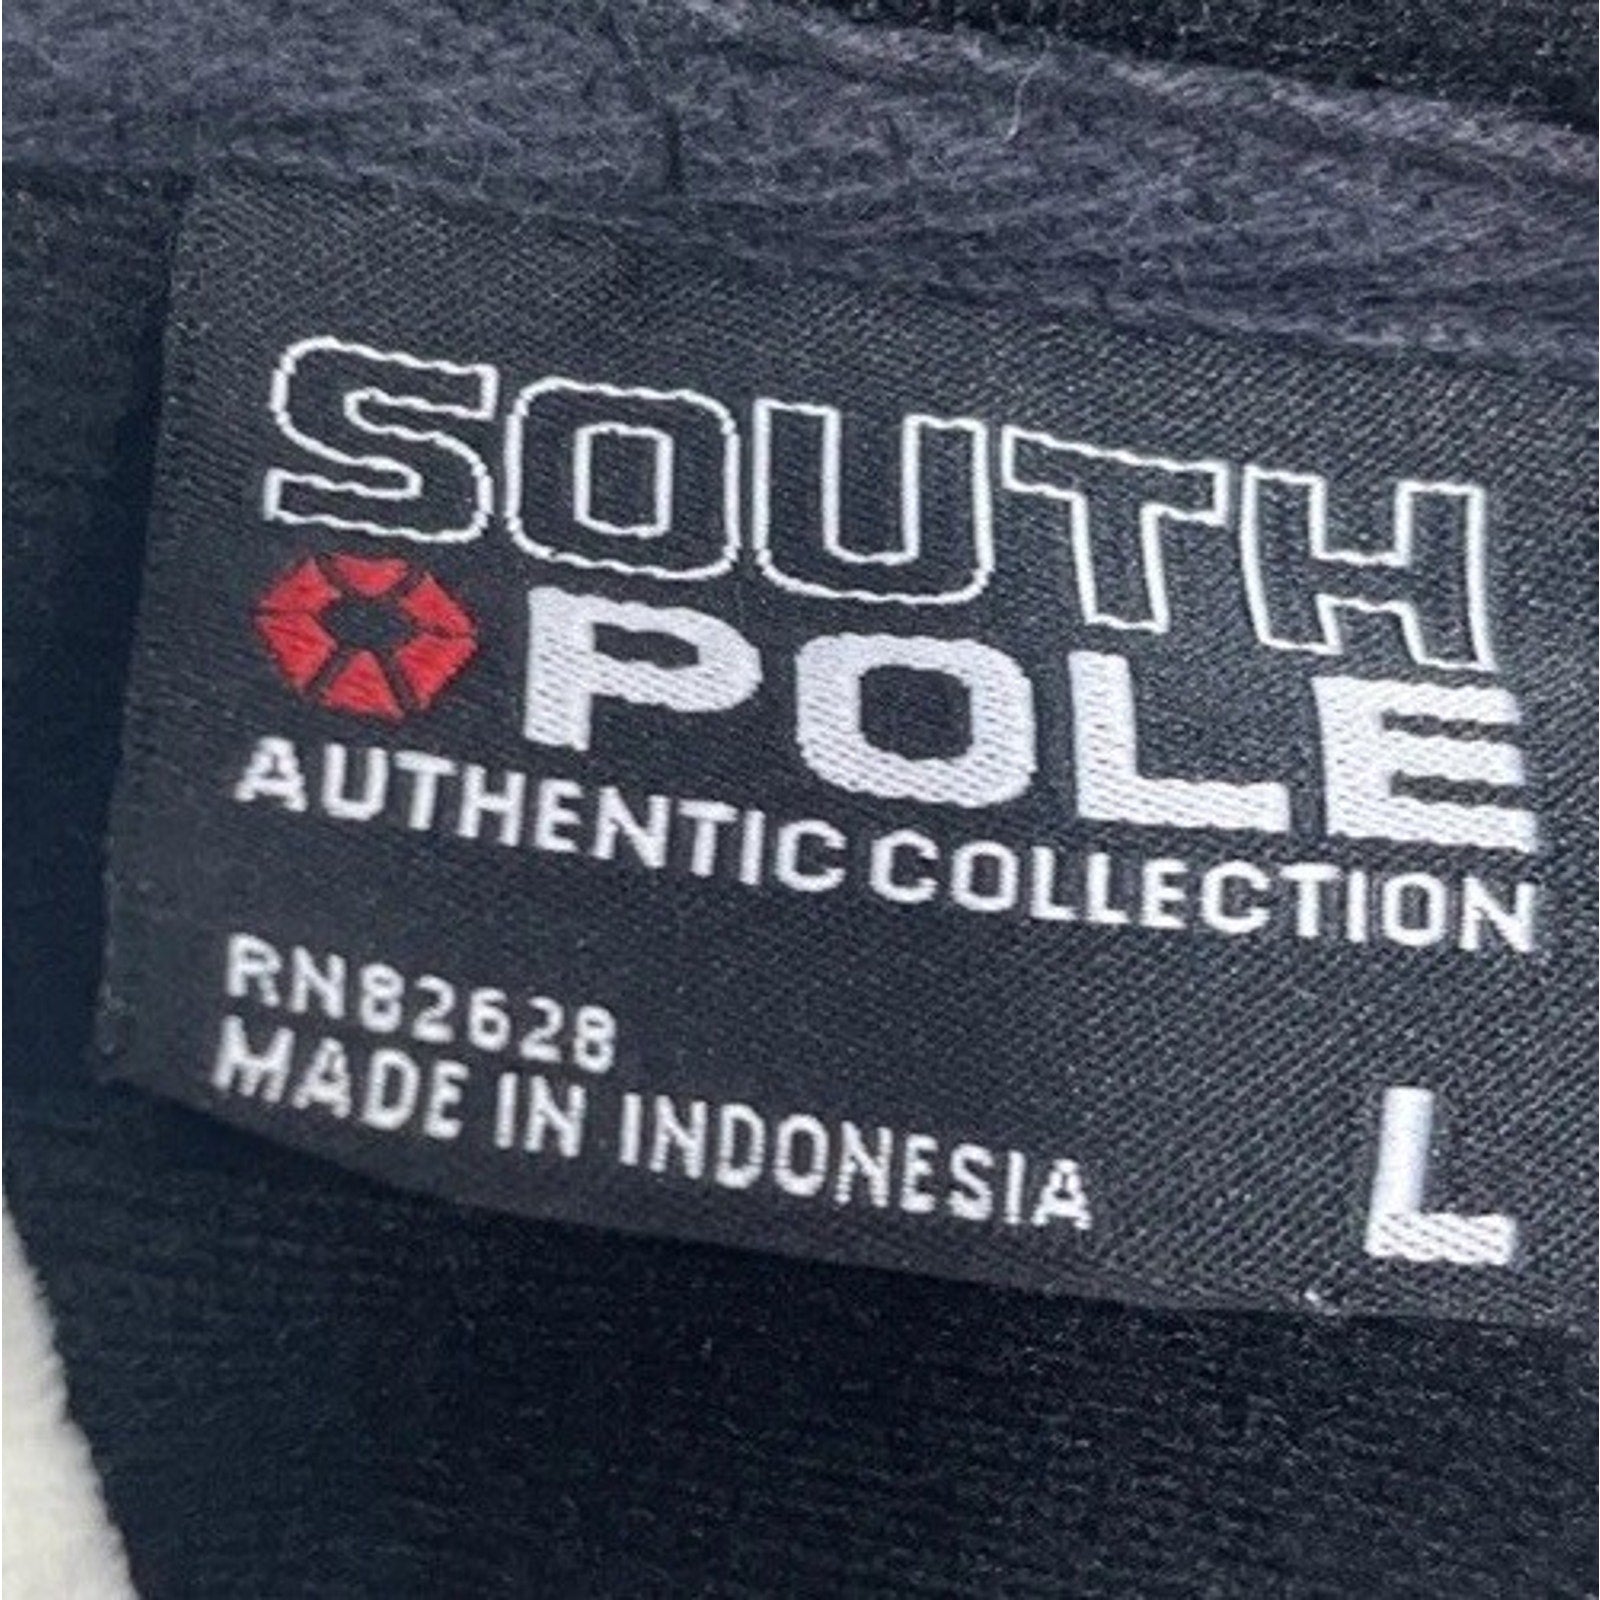 SOUTH
POLE
AUTHENTIC COLLECTION
RN82628
MADE IN INDONESIA
L